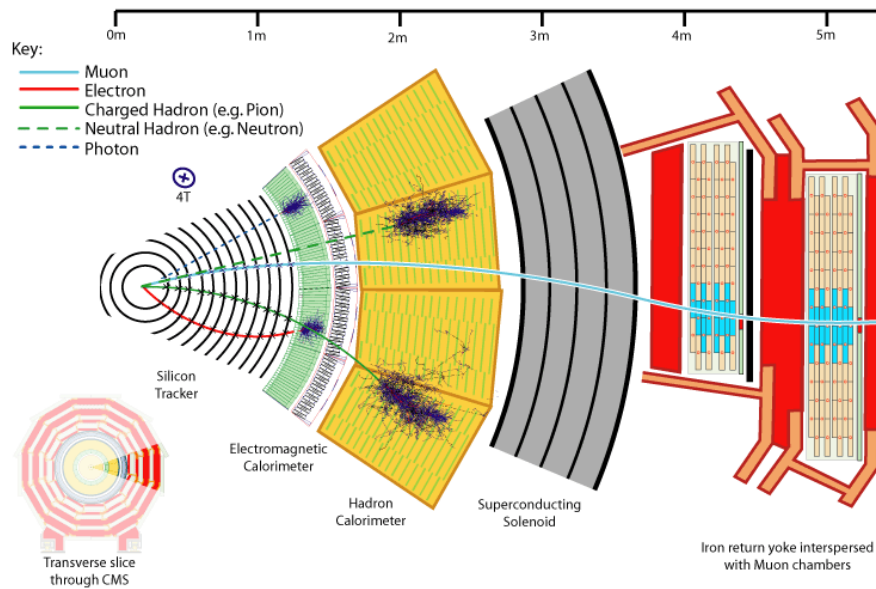 0m 1m 2m 3m 4m 5m
Key:
Muon
Electron
Charged Hadron (e.g. Pion)
Neutral Hadron (e.g. Neutron)
Photon
4T
Silicon
Tracker
Electromagnetic
Calorimeter
Hadron
Calorimeter
Superconducting
Solenoid
Iron return yoke interspersed
with Muon chambers
Transverse slice
through CMS